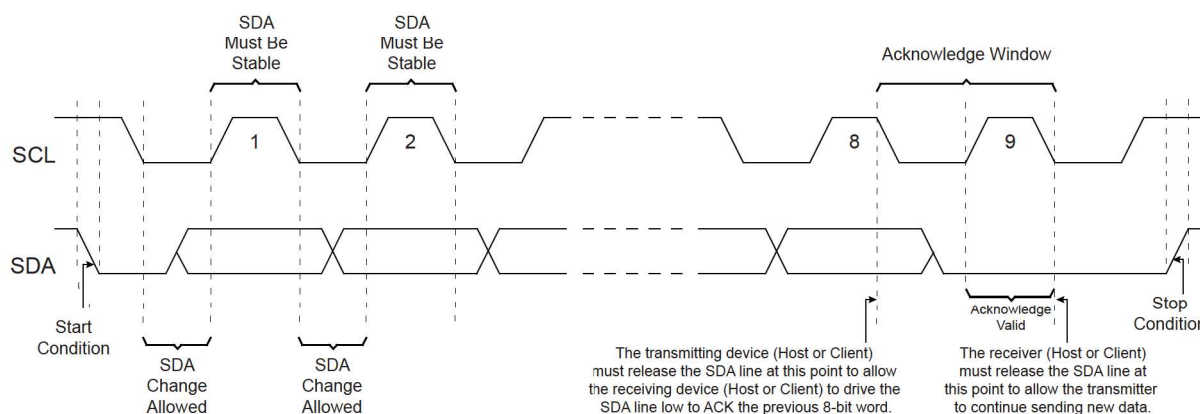 SDA
Must Be
Stable
SDA
Must Be
Stable
Acknowledge Window
SCL
1
2
8
9
SDA
Start
Condition
SDA
Change
Allowed
SDA
Change
Allowed
The transmitting device (Host or Client)
must release the SDA line at this point to allow
the receiving device (Host or Client) to drive the
SDA line low to ACK the previous 8-bit word.
Acknowledge
Valid
The receiver (Host or Client)
must release the SDA line at
this point to allow the transmitter
to continue sending new data.
Stop
Condition